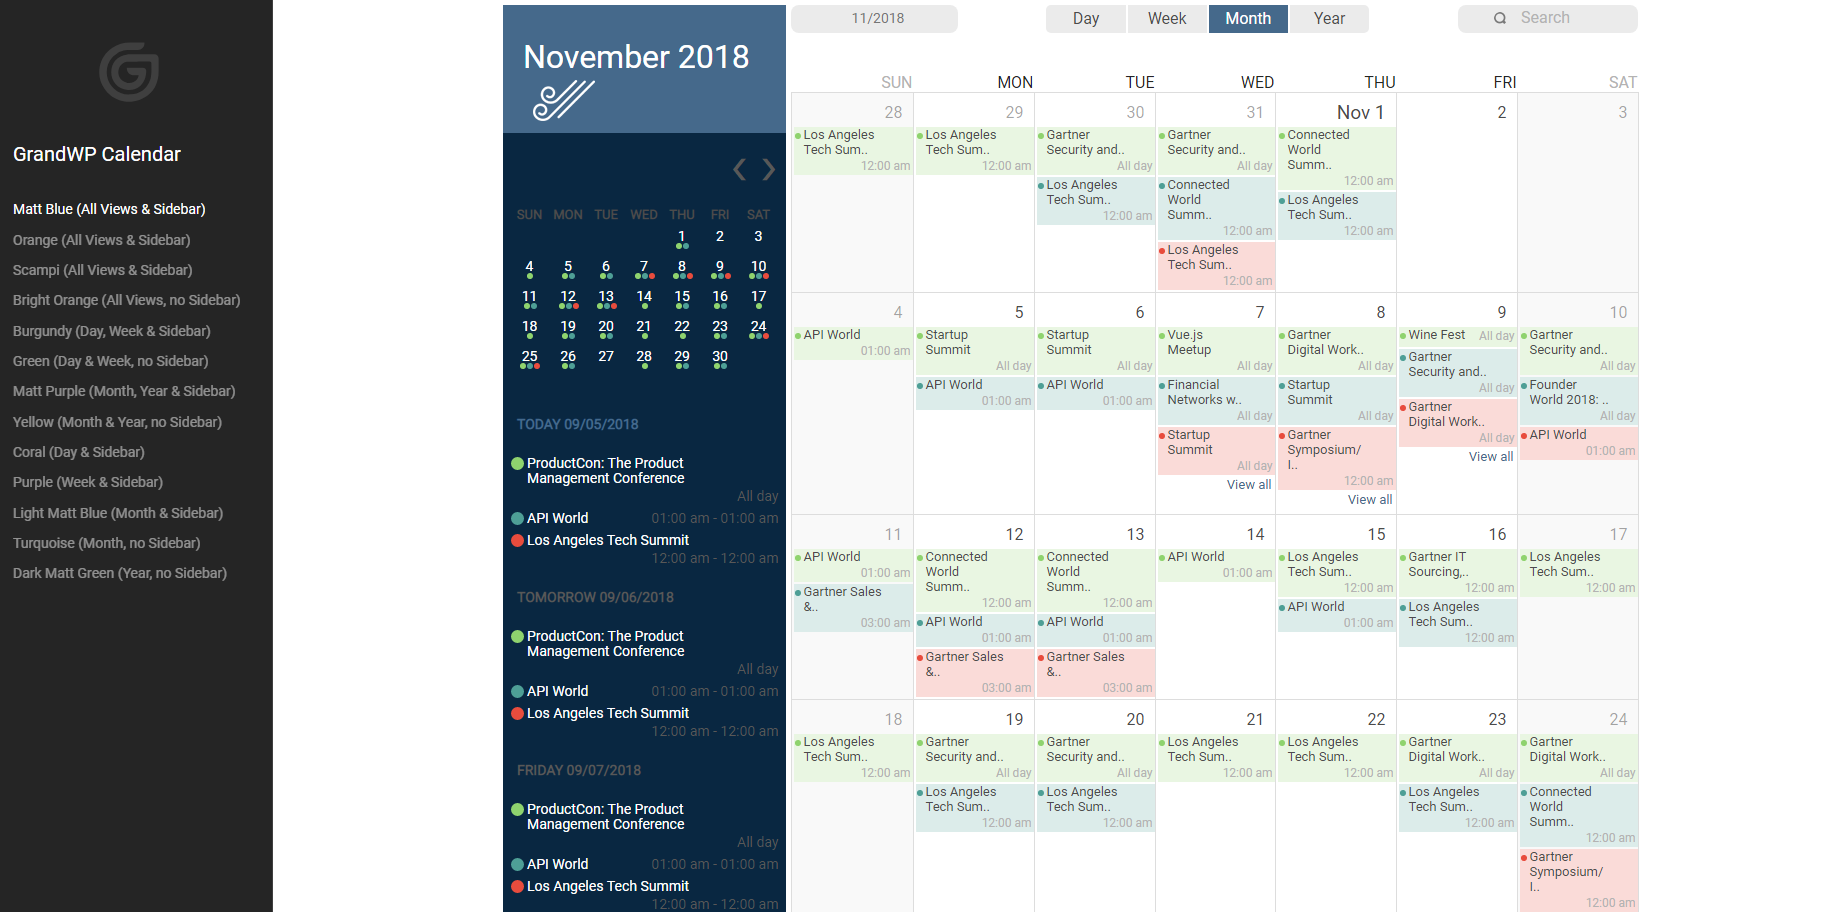 GrandWP Calendar
Matt Blue (All Views & Sidebar)
Orange (All Views & Sidebar)
Scampi (All Views & Sidebar)
Bright Orange (All Views, no Sidebar)
Burgundy (Day, Week & Sidebar)
Green (Day & Week, no Sidebar)
Matt Purple (Month, Year & Sidebar)
Yellow (Month & Year, no Sidebar)
Coral (Day & Sidebar)
Purple (Week & Sidebar)
Light Matt Blue (Month & Sidebar)
Turquoise (Month, no Sidebar)
Dark Matt Green (Year, no Sidebar)
November 2018
SUN MON TUE WED THU FRI SAT
1 2 3
4 5 6 7 8 9 10
11 12 13 14 15 16 17
18 19 20 21 22 23 24
25 26 27 28 29 30
TODAY 09/05/2018
ProductCon: The Product
Management Conference
All day
API World 01:00 am - 01:00 am
Los Angeles Tech Summit
12:00 am - 12:00 am
TOMORROW 09/06/2018
ProductCon: The Product
Management Conference
All day
API World 01:00 am - 01:00 am
Los Angeles Tech Summit
12:00 am - 12:00 am
FRIDAY 09/07/2018
ProductCon: The Product
Management Conference
All day
API World 01:00 am - 01:00 am
Los Angeles Tech Summit
12:00 am - 12:00 am
11/2018
Day Week Month Year
Search
SUN MON TUE WED THU FRI SAT
28
Los Angeles
Tech Sum..
12:00 am
29
Los Angeles
Tech Sum..
12:00 am
30
Gartner
Security and..
All day
Los Angeles
Tech Sum..
12:00 am
31
Gartner
Security and..
All day
Connected
World
Summ..
12:00 am
Los Angeles
Tech Sum..
12:00 am
Nov 1
Connected
World
Summ..
12:00 am
Los Angeles
Tech Sum..
12:00 am
2
3
4
API World
01:00 am
5
Startup
Summit
All day
API World
01:00 am
6
Startup
Summit
All day
API World
01:00 am
7
Vue.js
Meetup
All day
Financial
Networks w..
All day
Startup
Summit
All day
View all
8
Gartner
Digital Work..
All day
Startup
Summit
All day
Gartner
Symposium/
I..
12:00 am
View all
9
Wine Fest All day
Gartner
Security and..
All day
Gartner
Digital Work..
All day
View all
10
Gartner
Security and..
All day
Founder
World 2018: ..
All day
API World
01:00 am
11
API World
01:00 am
Gartner Sales
&..
03:00 am
12
Connected
World
Summ..
12:00 am
API World
01:00 am
Gartner Sales
&..
03:00 am
13
Connected
World
Summ..
12:00 am
API World
01:00 am
Gartner Sales
&..
03:00 am
14
API World
01:00 am
15
Los Angeles
Tech Sum..
12:00 am
API World
01:00 am
16
Gartner IT
Sourcing,..
12:00 am
Los Angeles
Tech Sum..
12:00 am
17
Los Angeles
Tech Sum..
12:00 am
18
Los Angeles
Tech Sum..
12:00 am
19
Gartner
Security and..
All day
Los Angeles
Tech Sum..
12:00 am
20
Gartner
Security and..
All day
Los Angeles
Tech Sum..
12:00 am
21
Los Angeles
Tech Sum..
12:00 am
22
Los Angeles
Tech Sum..
12:00 am
23
Gartner
Digital Work..
All day
Los Angeles
Tech Sum..
12:00 am
24
Gartner
Digital Work..
All day
Connected
World
Summ..
12:00 am
Gartner
Symposium/
I..
12:00 am